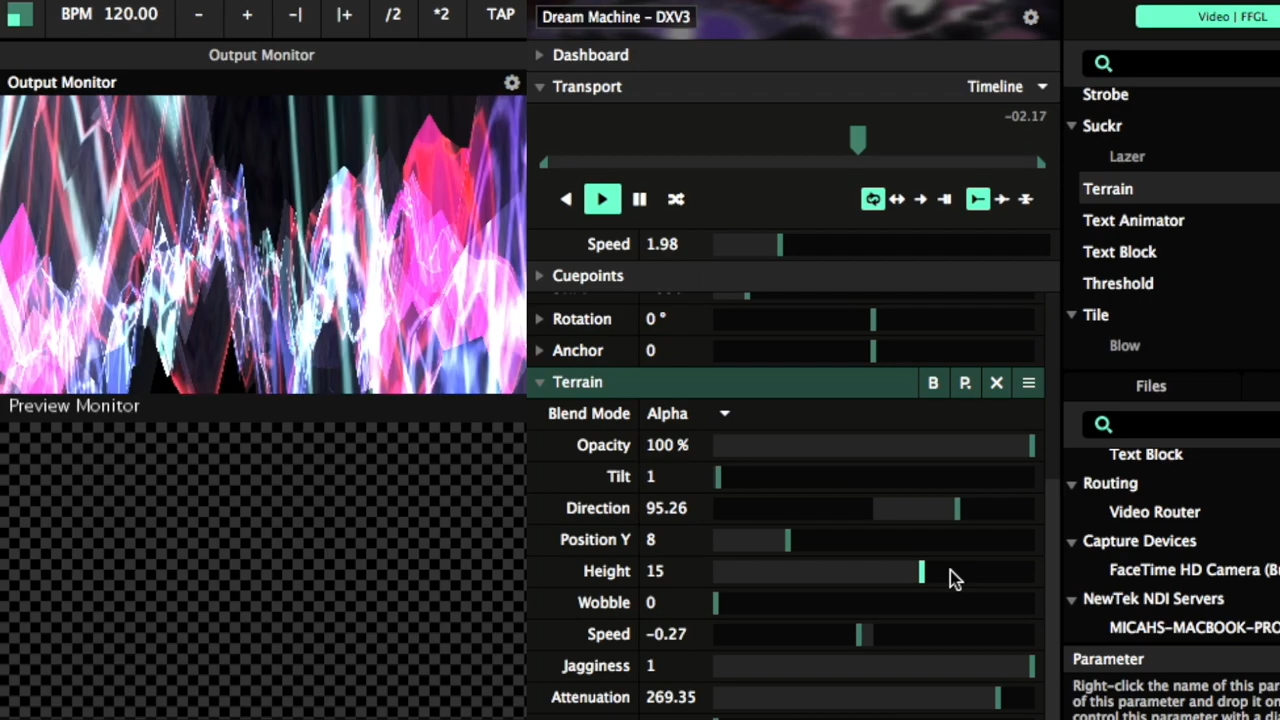 BPM 120.00 - + -| |+ /2 *2 TAP
Output Monitor
Output Monitor
Preview Monitor
Dream Machine - DXV3
Dashboard
Transport Timeline
-02.17
Speed 1.98
Cuepoints
Rotation 0 °
Anchor 0
Terrain B P. X
Blend Mode Alpha
Opacity 100 %
Tilt 1
Direction 95.26
Position Y 8
Height 15
Wobble 0
Speed -0.27
Jagginess 1
Attenuation 269.35
Video | FFGL
Strobe
Suckr
Lazer
Terrain
Text Animator
Text Block
Threshold
Tile
Blow
Files
Text Block
Routing
Video Router
Capture Devices
FaceTime HD Camera (B
NewTek NDI Servers
MICAHS-MACBOOK-PRO
Parameter
Right-click the name of this par
of this parameter and drop it on
control this parameter with a di